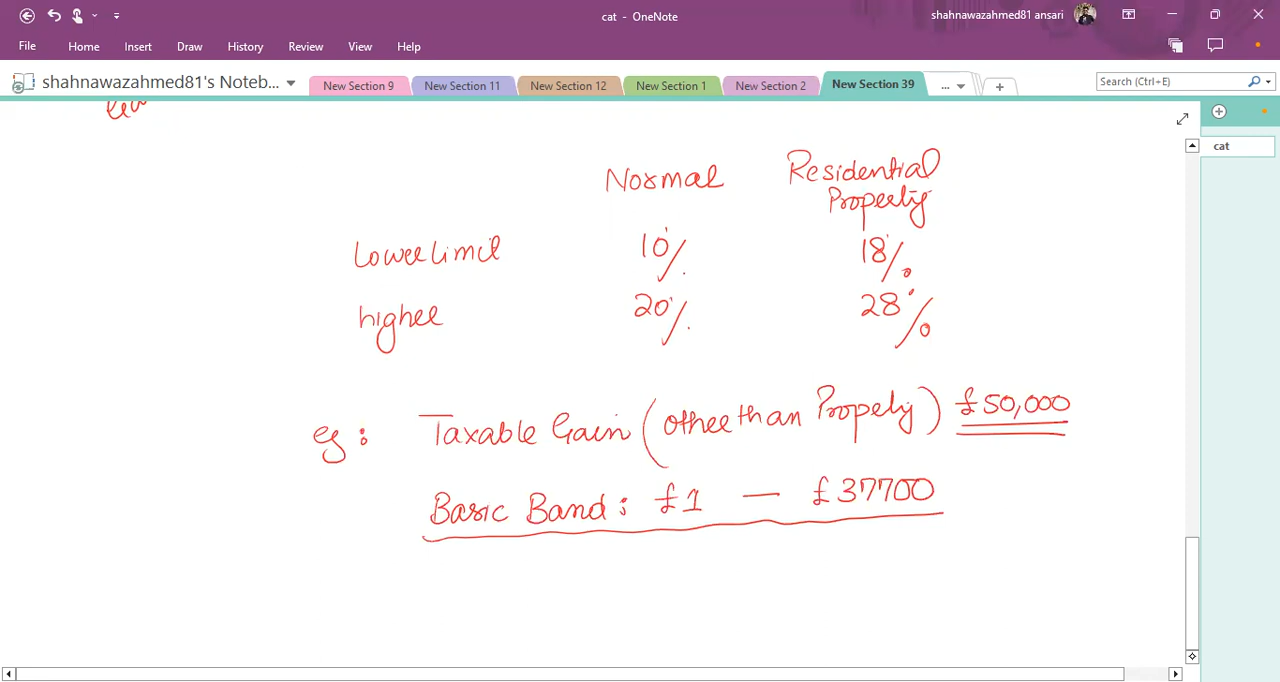 cat - OneNote
shahnawazahmed81 ansari
File Home Insert Draw History Review View Help
shahnawazahmed81's Noteb... New Section 9 New Section 11 New Section 12 New Section 1 New Section 2 New Section 39 ... Search (Ctrl+E)
cat
Normal Residential
Property
Lower limit 10% 18%
higher 20% 28%
eg: Taxable Gain (other than Property) £50,000
Basic Band: £1 — £37700